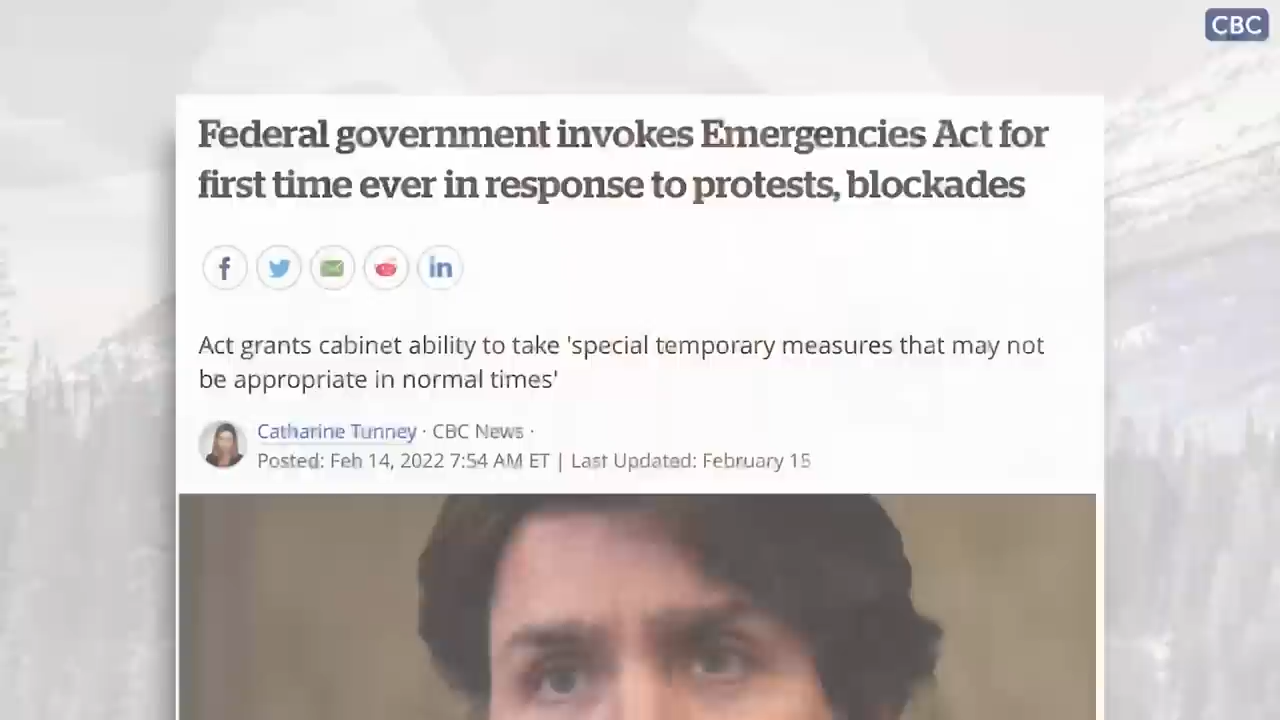 CBC
Federal government invokes Emergencies Act for
first time ever in response to protests, blockades
f
in
Act grants cabinet ability to take 'special temporary measures that may not
be appropriate in normal times'
Catharine Tunney · CBC News ·
Posted: Feb 14, 2022 7:54 AM ET | Last Updated: February 15